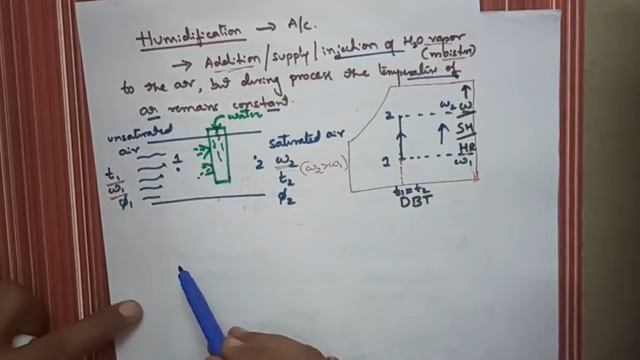 Humidification → A/c.
→ Addition/supply/injection of H2O vapor
(moistur)
to the air, but during process the temperature of
air remains constant.
water
unsaturated
air
1
t1
ω1
φ1
saturated air
2
ω2
(ω2>ω1)
t2
φ2
2
ω2
W
SH
1
HR
ω1
t1 = t2
DBT